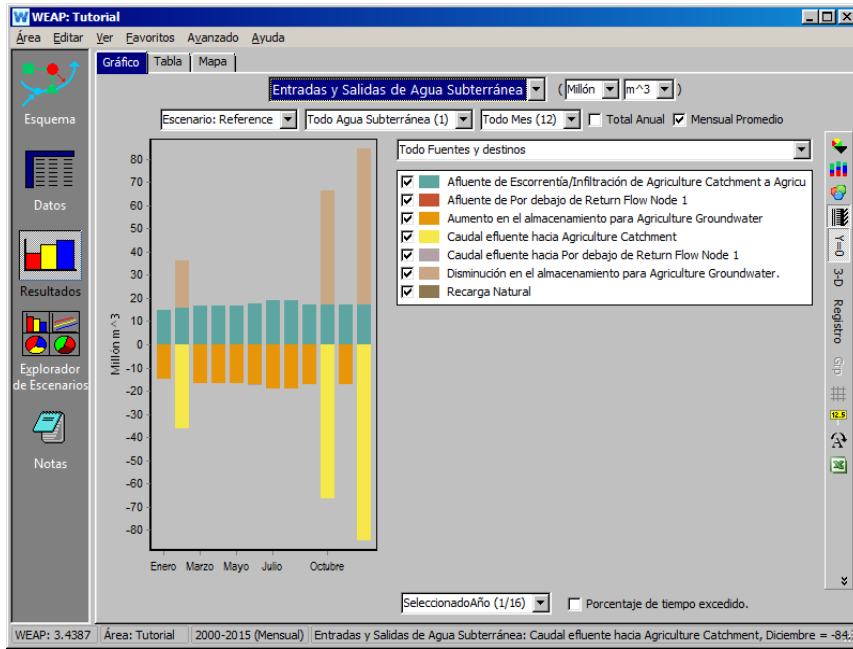 WEAP: Tutorial
Área Editar Ver Favoritos Avanzado Ayuda
Gráfico Tabla Mapa
Entradas y Salidas de Agua Subterránea ( Millón m^3 )
Escenario: Reference Todo Agua Subterránea (1) Todo Mes (12) Total Anual Mensual Promedio
Todo Fuentes y destinos
Afluente de Escorrentía/Infiltración de Agriculture Catchment a Agricu
Afluente de Por debajo de Return Flow Node 1
Aumento en el almacenamiento para Agriculture Groundwater
Caudal efluente hacia Agriculture Catchment
Caudal efluente hacia Por debajo de Return Flow Node 1
Disminución en el almacenamiento para Agriculture Groundwater.
Recarga Natural
Esquema
Datos
Resultados
Explorador
de Escenarios
Notas
Millón m^3
80
70
60
50
40
30
20
10
0
-10
-20
-30
-40
-50
-60
-70
-80
Enero Marzo Mayo Julio Octubre
Y=0
3-D
Registro
Grp
12.5
SeleccionadoAño (1/16) Porcentaje de tiempo excedido.
WEAP: 3.4387 Área: Tutorial 2000-2015 (Mensual) Entradas y Salidas de Agua Subterránea: Caudal efluente hacia Agriculture Catchment, Diciembre = -84.